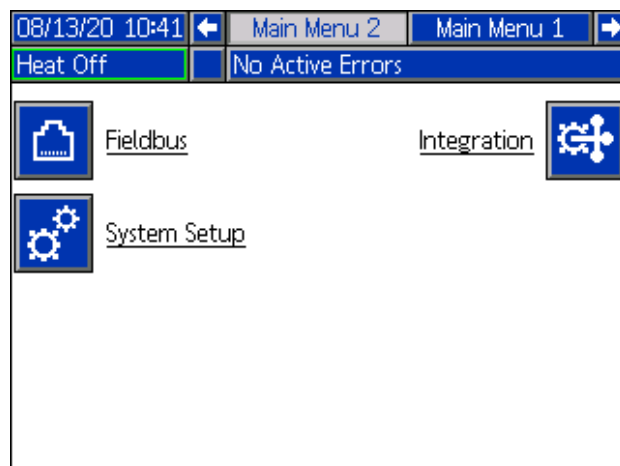 08/13/20 10:41 Main Menu 2 Main Menu 1
Heat Off No Active Errors
Fieldbus Integration
System Setup